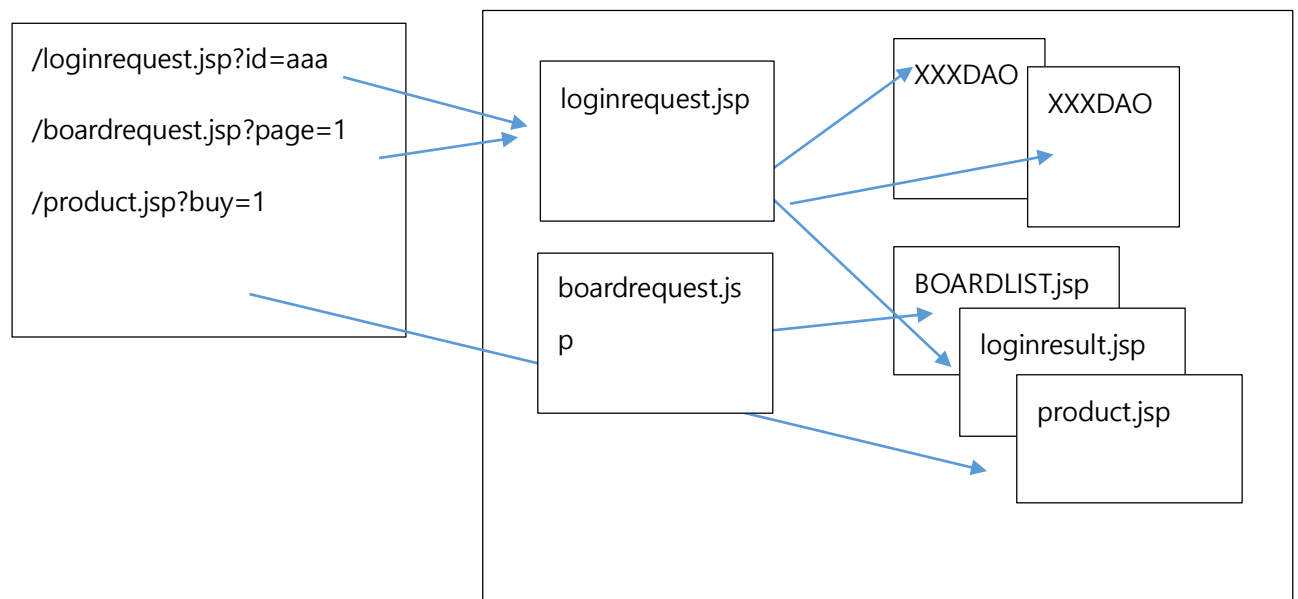 /loginrequest.jsp?id=aaa
/boardrequest.jsp?page=1
/product.jsp?buy=1
loginrequest.jsp
boardrequest.js
p
XXXDAO
XXXDAO
BOARDLIST.jsp
loginresult.jsp
product.jsp